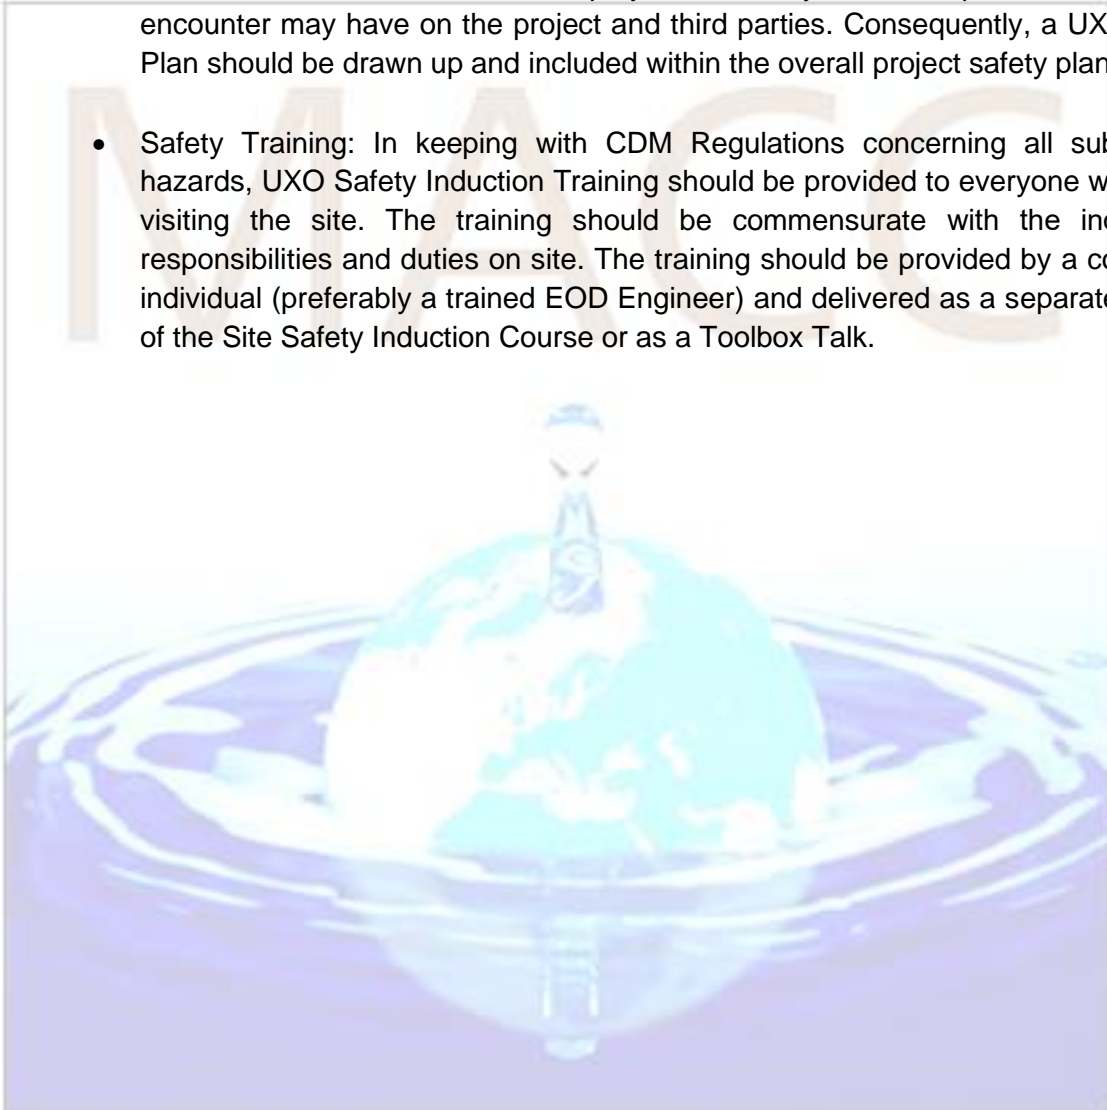 encounter may have on the project and third parties. Consequently, a UX
Plan should be drawn up and included within the overall project safety plan
• Safety Training: In keeping with CDM Regulations concerning all sub
hazards, UXO Safety Induction Training should be provided to everyone w
visiting the site. The training should be commensurate with the in
responsibilities and duties on site. The training should be provided by a c
individual (preferably a trained EOD Engineer) and delivered as a separate
of the Site Safety Induction Course or as a Toolbox Talk.
MACC